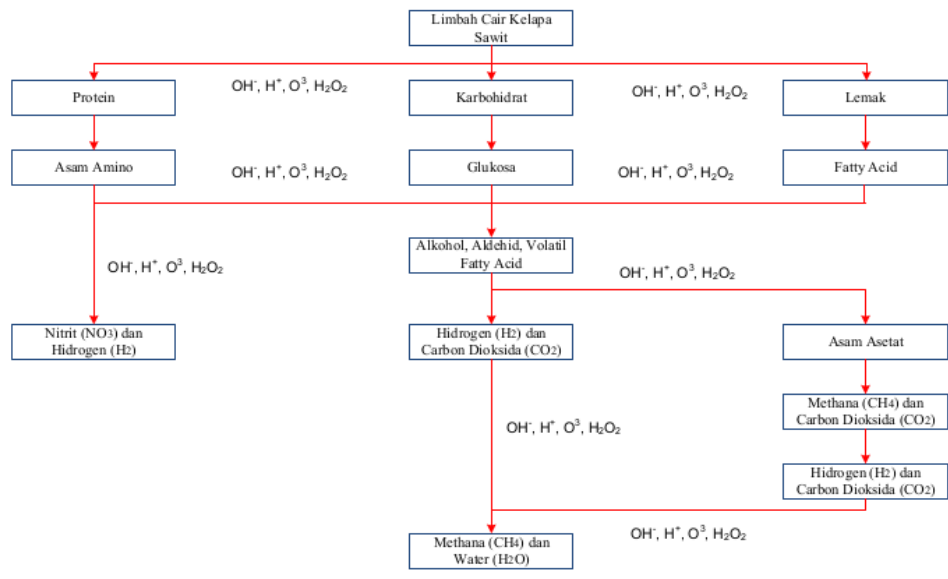 Limbah Cair Kelapa
Sawit
OH⁻, H⁺, O³, H₂O₂
OH⁻, H⁺, O³, H₂O₂
Protein
Karbohidrat
Lemak
Asam Amino
OH⁻, H⁺, O³, H₂O₂
Glukosa
OH⁻, H⁺, O³, H₂O₂
Fatty Acid
Alkohol, Aldehid, Volatil
Fatty Acid
OH⁻, H⁺, O³, H₂O₂
OH⁻, H⁺, O³, H₂O₂
Nitrit (NO3) dan
Hidrogen (H2)
Hidrogen (H2) dan
Carbon Dioksida (CO2)
Asam Asetat
Methana (CH4) dan
Carbon Dioksida (CO2)
OH⁻, H⁺, O³, H₂O₂
Hidrogen (H2) dan
Carbon Dioksida (CO2)
OH⁻, H⁺, O³, H₂O₂
Methana (CH4) dan
Water (H2O)